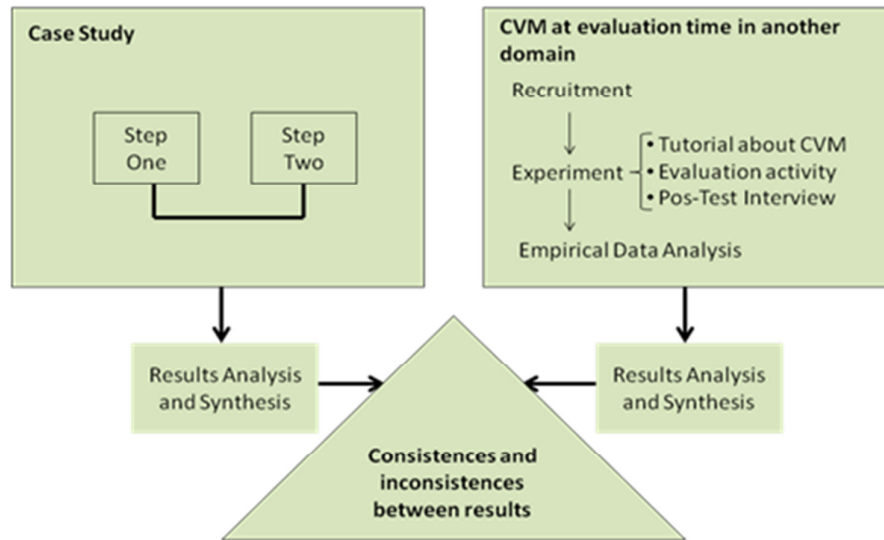 Case Study
Step
One
Step
Two
CVM at evaluation time in another
domain
Recruitment
Experiment
• Tutorial about CVM
• Evaluation activity
• Pos-Test Interview
Empirical Data Analysis
Results Analysis
and Synthesis
Results Analysis
and Synthesis
Consistences and
inconsistences
between results